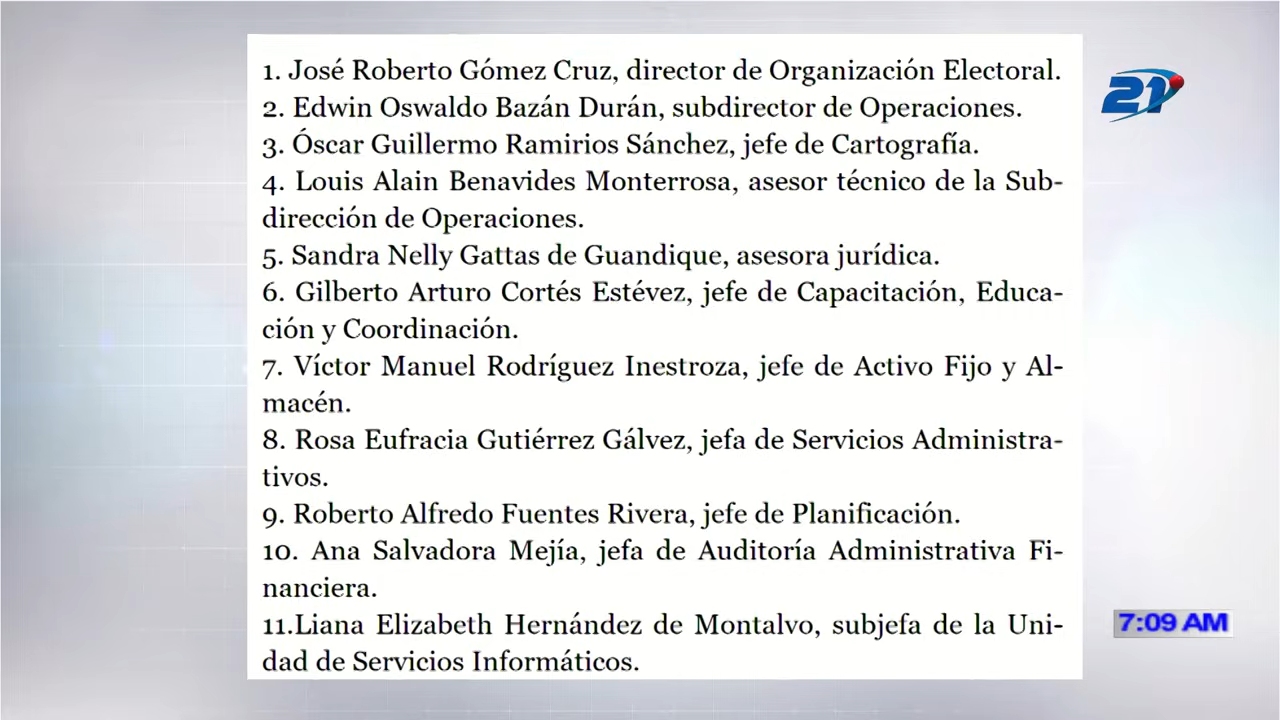 1. José Roberto Gómez Cruz, director de Organización Electoral.
2. Edwin Oswaldo Bazán Durán, subdirector de Operaciones.
3. Óscar Guillermo Ramirios Sánchez, jefe de Cartografía.
4. Louis Alain Benavides Monterrosa, asesor técnico de la Sub-
dirección de Operaciones.
5. Sandra Nelly Gattas de Guandique, asesora jurídica.
6. Gilberto Arturo Cortés Estévez, jefe de Capacitación, Educa-
ción y Coordinación.
7. Víctor Manuel Rodríguez Inestroza, jefe de Activo Fijo y Al-
macén.
8. Rosa Eufracia Gutiérrez Gálvez, jefa de Servicios Administra-
tivos.
9. Roberto Alfredo Fuentes Rivera, jefe de Planificación.
10. Ana Salvadora Mejía, jefa de Auditoría Administrativa Fi-
nanciera.
11.Liana Elizabeth Hernández de Montalvo, subjefa de la Uni-
dad de Servicios Informáticos.
21
7:09 AM